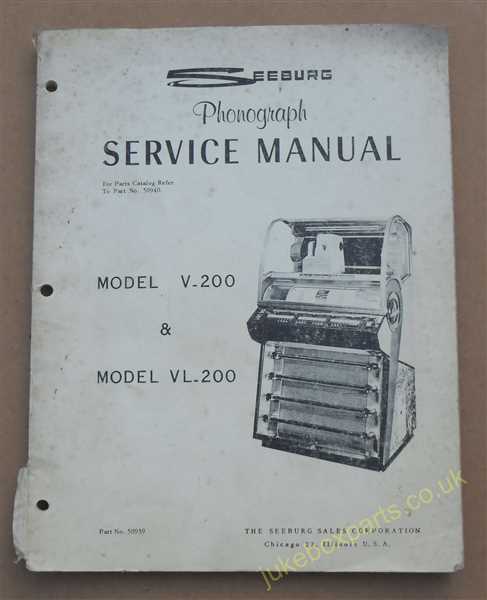 SEEBURG
Phonograph
SERVICE MANUAL
For Parts Catalog Refer
To Part No. 50940
MODEL V-200
&
MODEL VL-200
Part No. 50939
THE SEEBURG SALES CORPORATION
Chicago 22, Illinois U.S.A.
jukeboxparts.co.uk